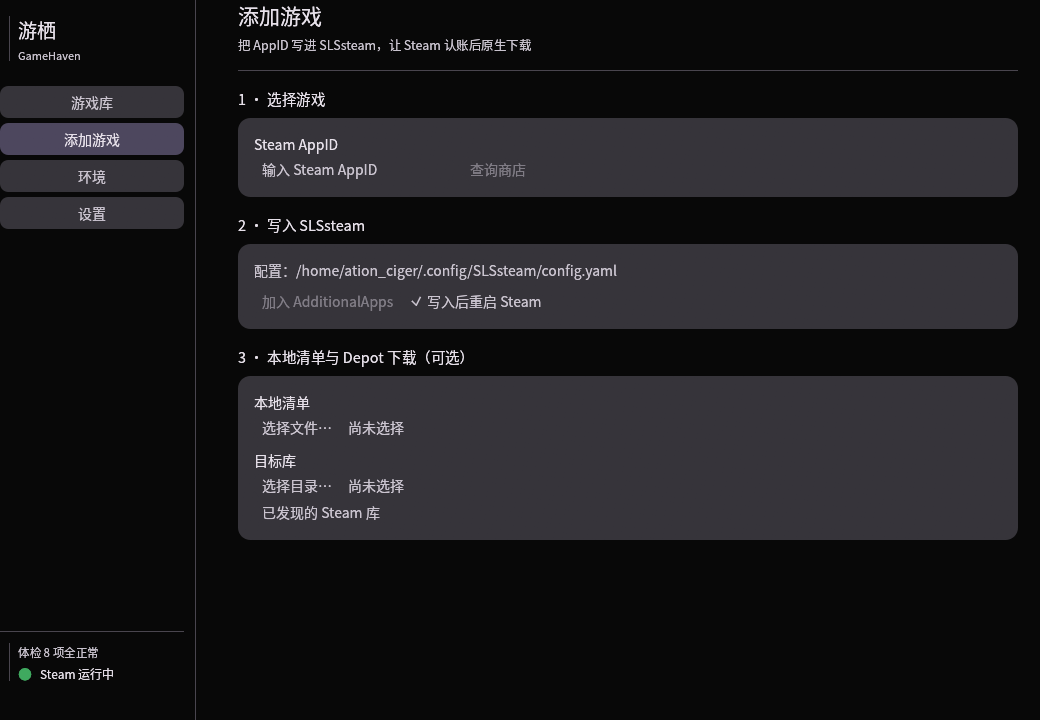 游栖
GameHaven
游戏库
添加游戏
环境
设置
体检 8 项全正常
Steam 运行中
添加游戏
把 AppID 写进 SLSsteam，让 Steam 认账后原生下载
1 · 选择游戏
Steam AppID
输入 Steam AppID 查询商店
2 · 写入 SLSsteam
配置：/home/ation_ciger/.config/SLSsteam/config.yaml
加入 AdditionalApps ✓ 写入后重启 Steam
3 · 本地清单与 Depot 下载（可选）
本地清单
选择文件… 尚未选择
目标库
选择目录… 尚未选择
已发现的 Steam 库